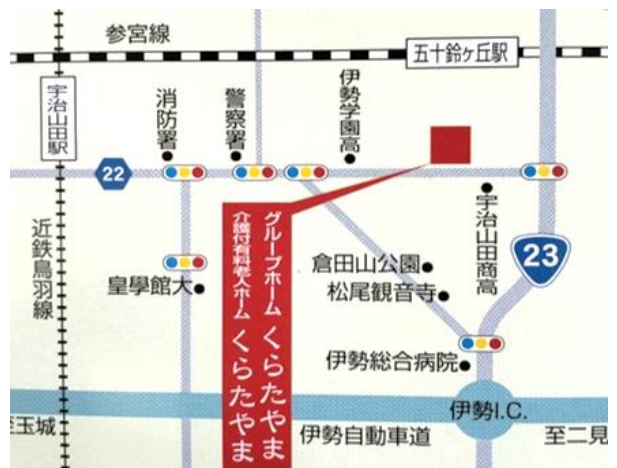 参宮線
五十鈴ヶ丘駅
宇治山田駅
消防署
警察署
伊勢学園高
22
近鉄鳥羽線
皇學館大
グループホーム くらたやま
介護付有料老人ホーム くらたやま
宇治山田商高
23
倉田山公園
松尾観音寺
伊勢総合病院
伊勢I.C.
至玉城
伊勢自動車道
至二見